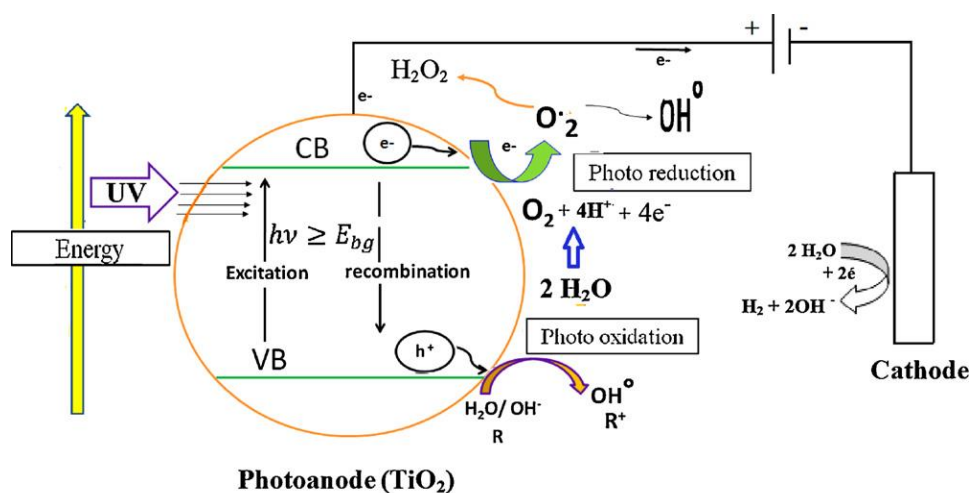 + -
e-
H₂O₂
e-
O˙₂
OH°
CB
e-
e-
Photo reduction
UV
O₂ + 4H⁺ + 4e⁻
Energy
hν ≥ E_bg
Excitation
recombination
2 H₂O
2 H₂O
+ 2é
H₂ + 2OH⁻
Photo oxidation
VB
h⁺
Cathode
H₂O/ OH⁻
R
OH°
R⁺
Photoanode (TiO₂)